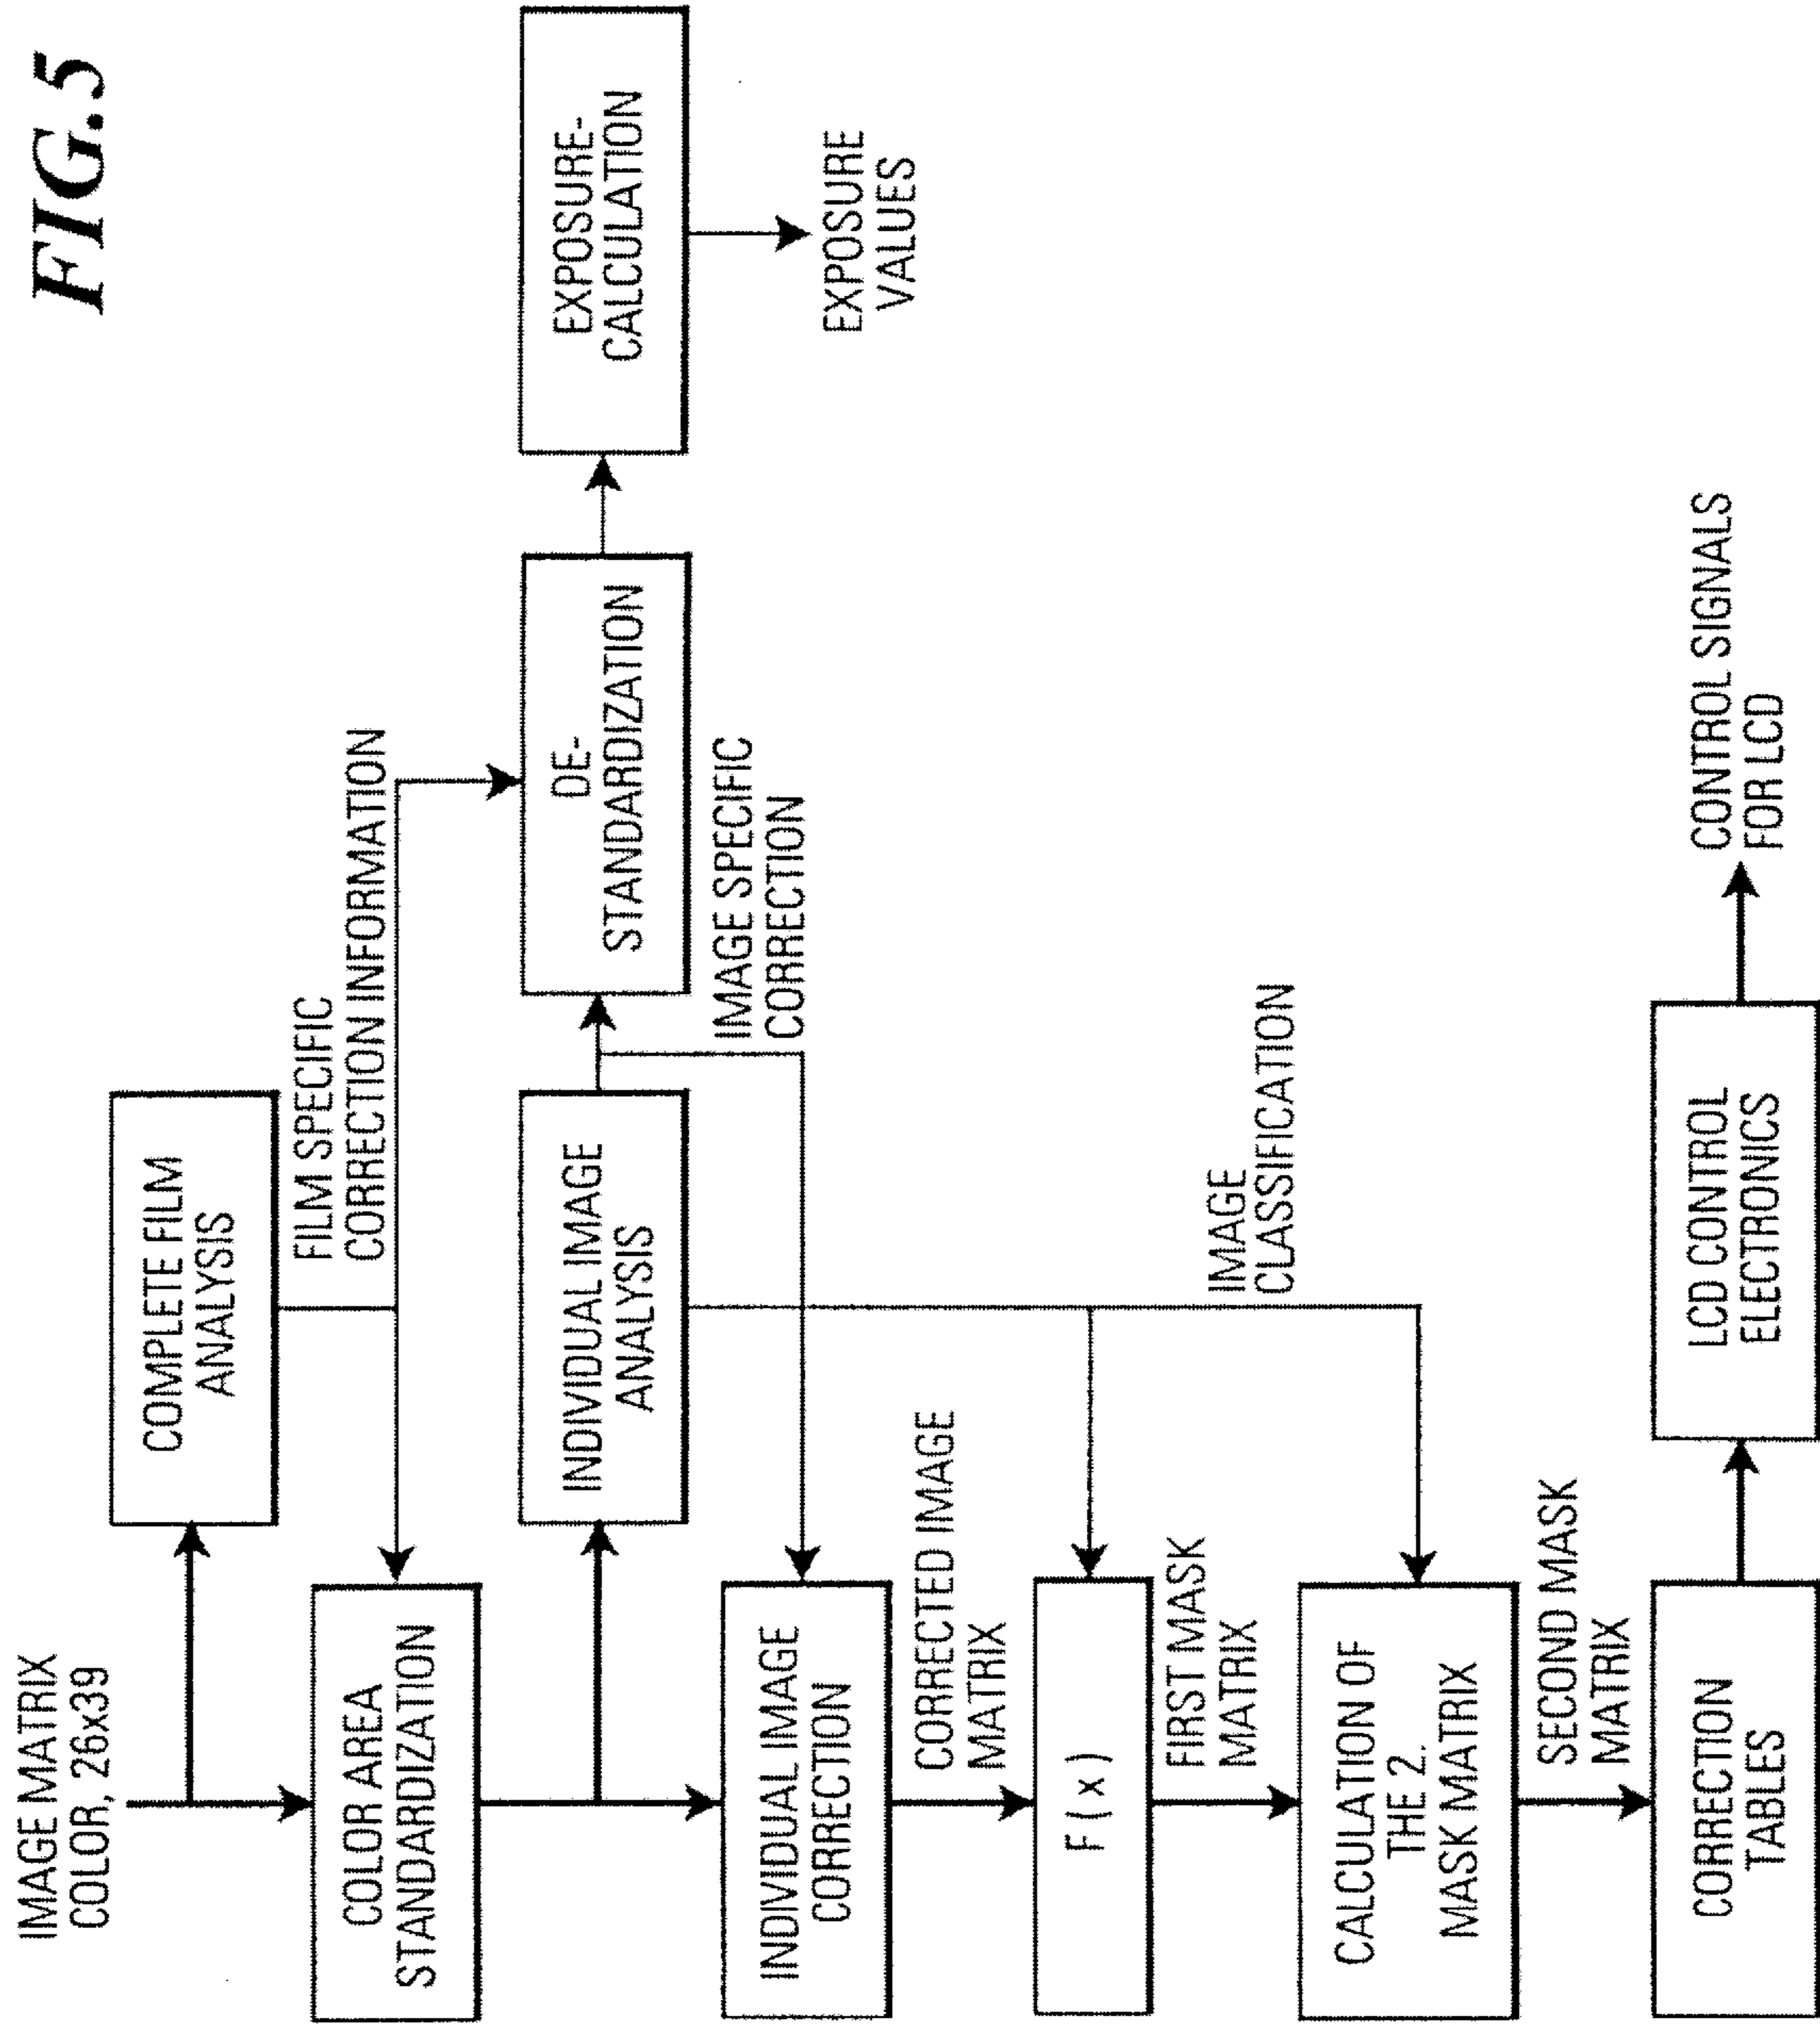 FIG.5
IMAGE MATRIX
COLOR, 26x39
COMPLETE FILM
ANALYSIS
FILM SPECIFIC
CORRECTION INFORMATION
COLOR AREA
STANDARDIZATION
INDIVIDUAL IMAGE
ANALYSIS
DE-
STANDARDIZATION
EXPOSURE-
CALCULATION
IMAGE SPECIFIC
CORRECTION
EXPOSURE
VALUES
INDIVIDUAL IMAGE
CORRECTION
CORRECTED IMAGE
MATRIX
F(x)
IMAGE
CLASSIFICATION
FIRST MASK
MATRIX
CALCULATION OF
THE 2.
MASK MATRIX
SECOND MASK
MATRIX
CORRECTION
TABLES
LCD CONTROL
ELECTRONICS
CONTROL SIGNALS
FOR LCD